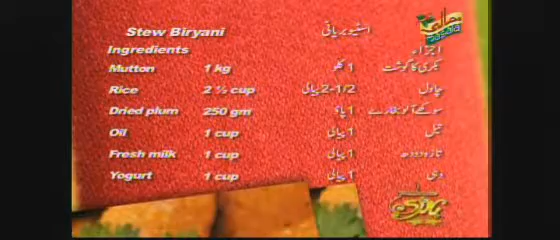 Stew Biryani اسٹیو بریانی
Ingredients اجزاء
Mutton 1 kg 1 کلو بکری کا گوشت
Rice 2 ½ cup 2-1/2 پیالی چاول
Dried plum 250 gm 1 پاؤ سوکھے آلو بخارے
Oil 1 cup 1 پیالی تیل
Fresh milk 1 cup 1 پیالی تازہ دودھ
Yogurt 1 cup 1 پیالی دہی